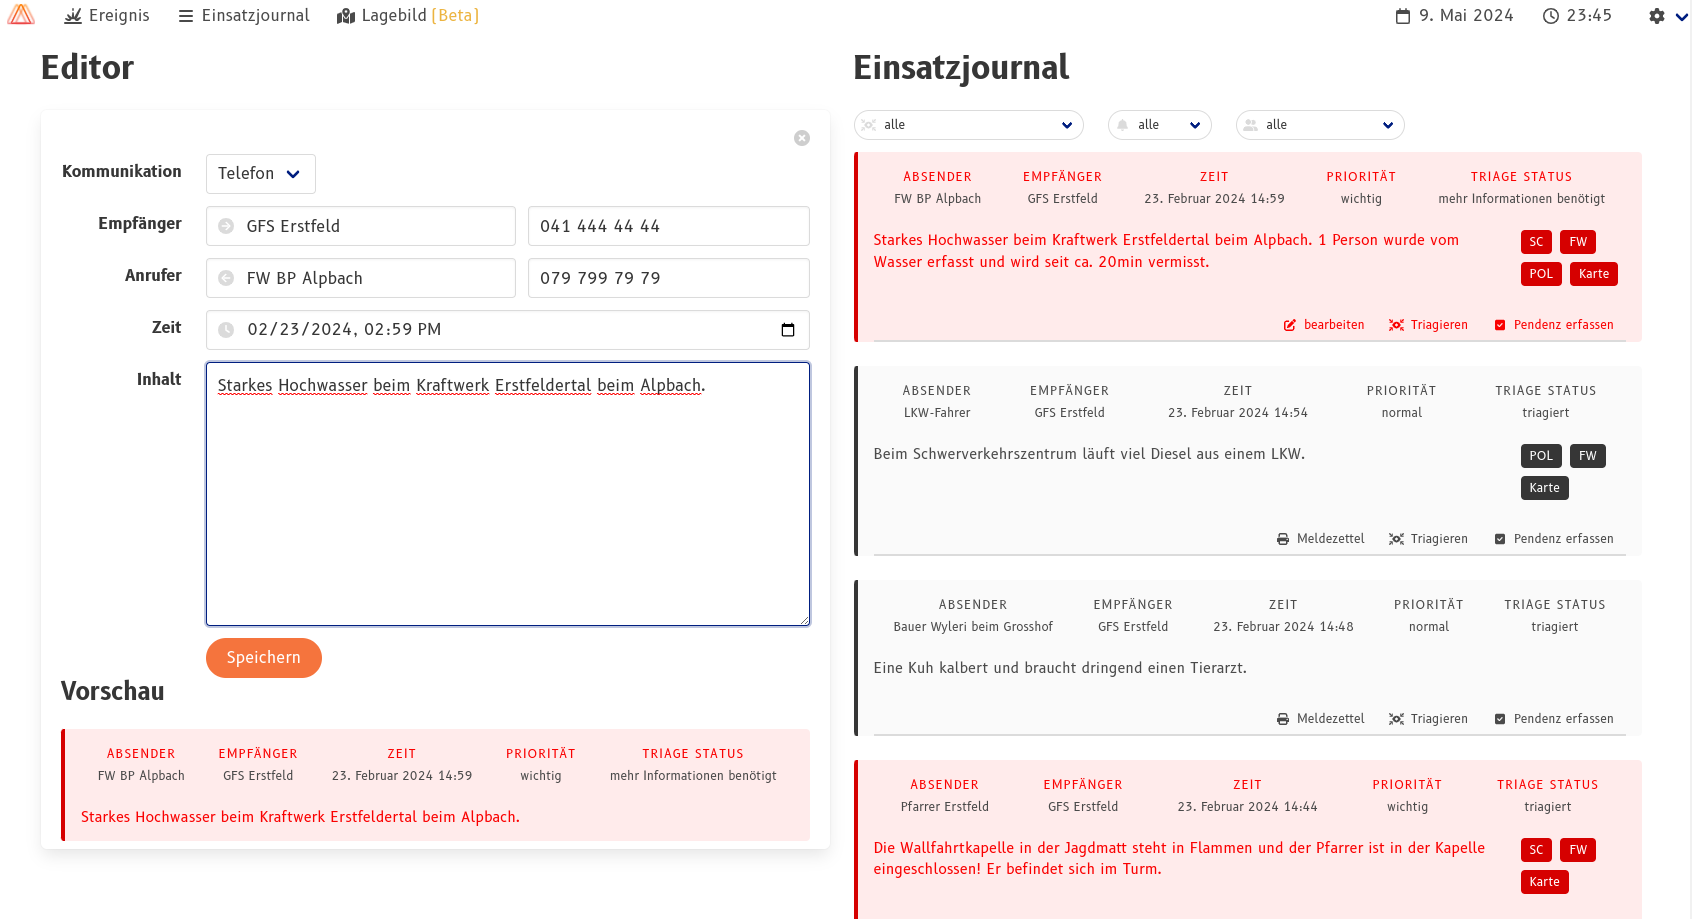 Ereignis Einsatzjournal Lagebild (Beta) 9. Mai 2024 23:45
Editor
Kommunikation Telefon
Empfänger GFS Erstfeld 041 444 44 44
Anrufer FW BP Alpbach 079 799 79 79
Zeit 02/23/2024, 02:59 PM
Inhalt Starkes Hochwasser beim Kraftwerk Erstfeldertal beim Alpbach.
Speichern
Vorschau
ABSENDER EMPFÄNGER ZEIT PRIORITÄT TRIAGE STATUS
FW BP Alpbach GFS Erstfeld 23. Februar 2024 14:59 wichtig mehr Informationen benötigt
Starkes Hochwasser beim Kraftwerk Erstfeldertal beim Alpbach.
Einsatzjournal
alle alle alle
ABSENDER EMPFÄNGER ZEIT PRIORITÄT TRIAGE STATUS
FW BP Alpbach GFS Erstfeld 23. Februar 2024 14:59 wichtig mehr Informationen benötigt
Starkes Hochwasser beim Kraftwerk Erstfeldertal beim Alpbach. 1 Person wurde vom
Wasser erfasst und wird seit ca. 20min vermisst.
SC FW
POL Karte
bearbeiten Triagieren Pendenz erfassen
ABSENDER EMPFÄNGER ZEIT PRIORITÄT TRIAGE STATUS
LKW-Fahrer GFS Erstfeld 23. Februar 2024 14:54 normal triagiert
Beim Schwerverkehrszentrum läuft viel Diesel aus einem LKW.
POL FW
Karte
Meldezettel Triagieren Pendenz erfassen
ABSENDER EMPFÄNGER ZEIT PRIORITÄT TRIAGE STATUS
Bauer Wyleri beim Grosshof GFS Erstfeld 23. Februar 2024 14:48 normal triagiert
Eine Kuh kalbert und braucht dringend einen Tierarzt.
Meldezettel Triagieren Pendenz erfassen
ABSENDER EMPFÄNGER ZEIT PRIORITÄT TRIAGE STATUS
Pfarrer Erstfeld GFS Erstfeld 23. Februar 2024 14:44 wichtig triagiert
Die Wallfahrtkapelle in der Jagdmatt steht in Flammen und der Pfarrer ist in der Kapelle
eingeschlossen! Er befindet sich im Turm.
SC FW
Karte